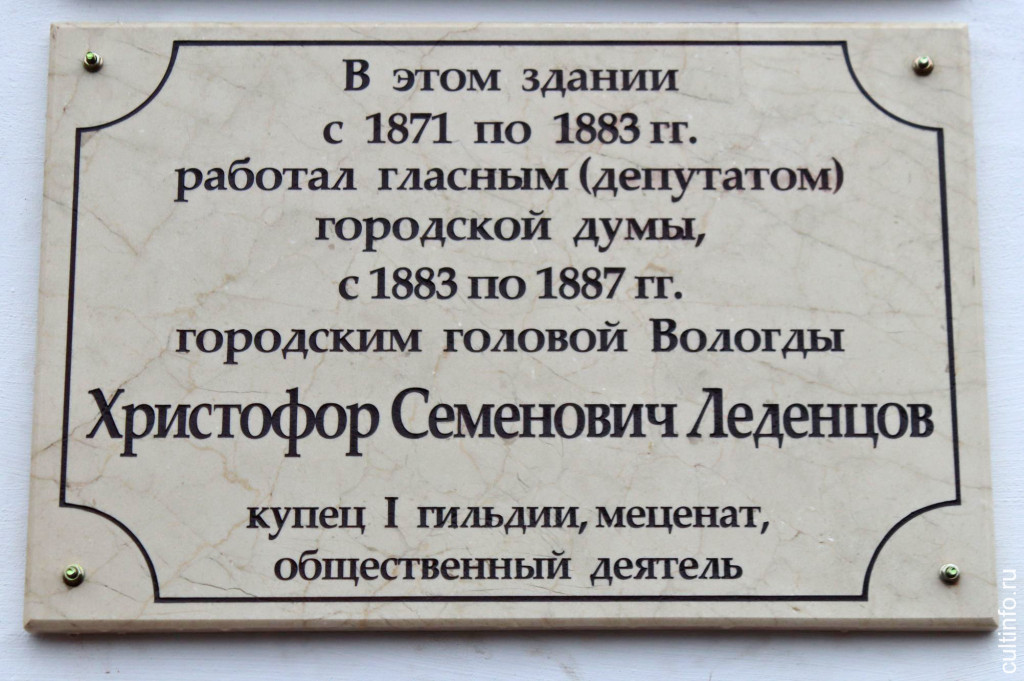 В этом здании
с 1871 по 1883 гг.
работал гласным (депутатом)
городской думы,
с 1883 по 1887 гг.
городским головой Вологды
Христофор Семенович Леденцов
купец I гильдии, меценат,
общественный деятель
cultinfo.ru